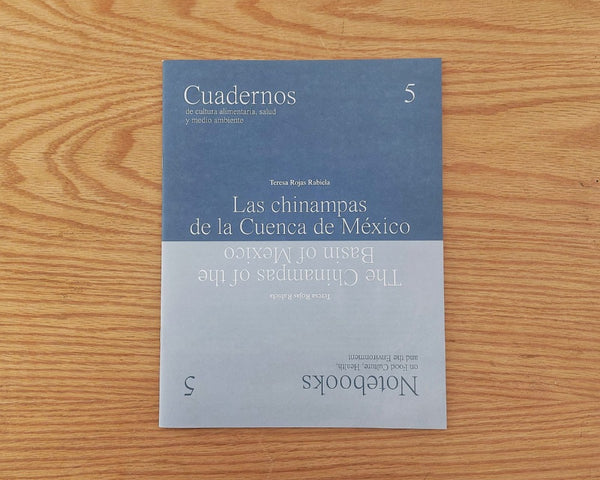 Cuadernos
5
de cultura alimentaria, salud
y medio ambiente
Teresa Rojas Rabiela
Las chinampas
de la Cuenca de México
Notebooks
5
on Food Culture, Health,
and the Environment
Teresa Rojas Rabiela
The Chinampas of the
Basin of Mexico